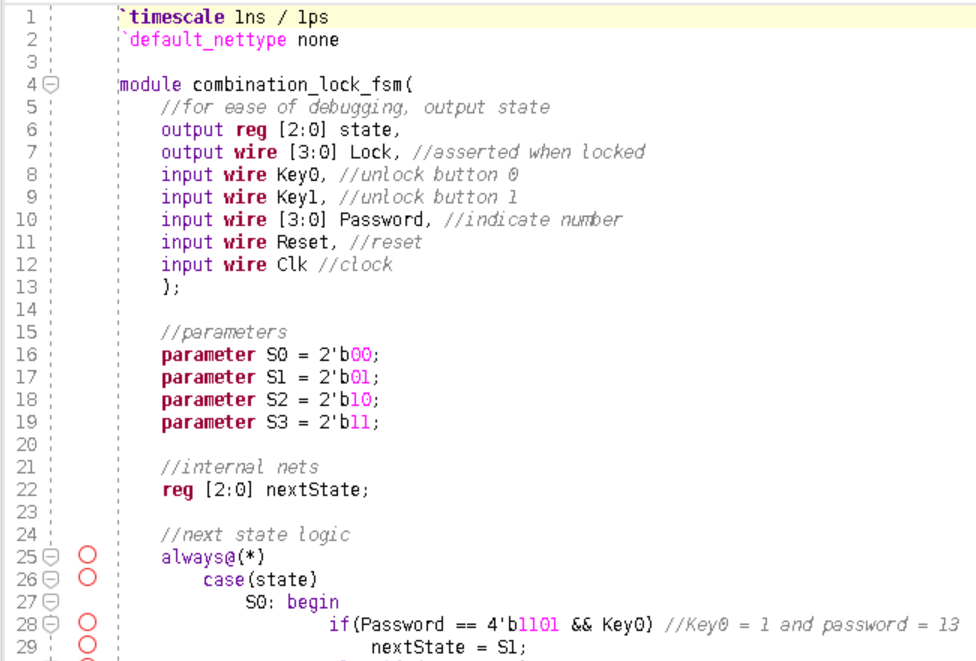 1 `timescale 1ns / 1ps
2 `default_nettype none
3
4 module combination_lock_fsm(
5 //for ease of debugging, output state
6 output reg [2:0] state,
7 output wire [3:0] Lock, //asserted when locked
8 input wire Key0, //unlock button 0
9 input wire Key1, //unlock button 1
10 input wire [3:0] Password, //indicate number
11 input wire Reset, //reset
12 input wire Clk //clock
13 );
14
15 //parameters
16 parameter S0 = 2'b00;
17 parameter S1 = 2'b01;
18 parameter S2 = 2'b10;
19 parameter S3 = 2'b11;
20
21 //internal nets
22 reg [2:0] nextState;
23
24 //next state logic
25 always@(*)
26 case(state)
27 S0: begin
28 if(Password == 4'b1101 && Key0) //Key0 = 1 and password = 13
29 nextState = S1;